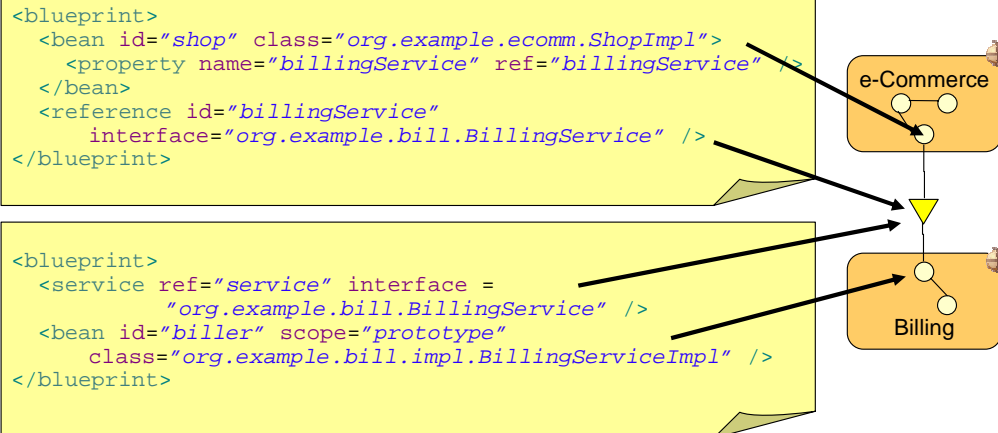 <blueprint>
<bean id="shop" class="org.example.ecomm.ShopImpl">
<property name="billingService" ref="billingService" />
</bean>
<reference id="billingService"
interface="org.example.bill.BillingService" />
</blueprint>
e-Commerce
<blueprint>
<service ref="service" interface =
"org.example.bill.BillingService" />
<bean id="biller" scope="prototype"
class="org.example.bill.impl.BillingServiceImpl" />
</blueprint>
Billing